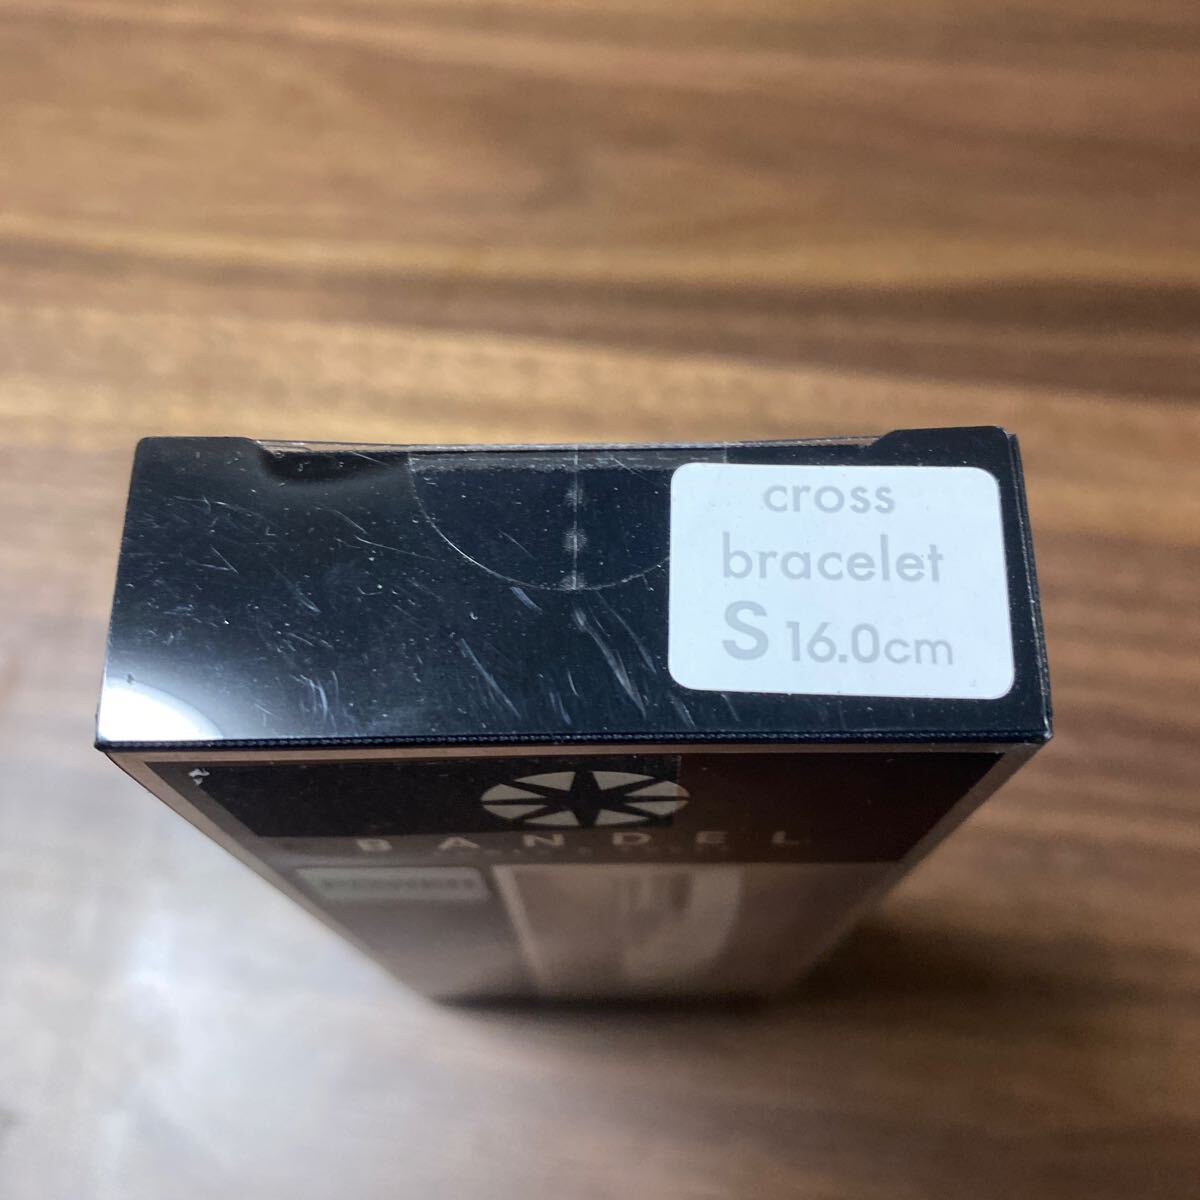 cross
bracelet
S 16.0cm
BANDEL